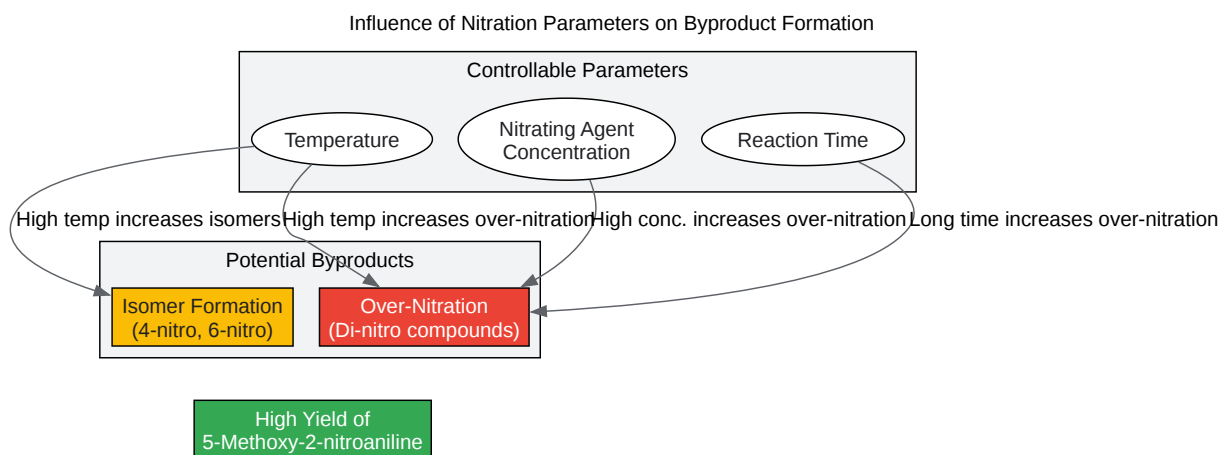 Influence of Nitration Parameters on Byproduct Formation
Controllable Parameters
Temperature
Nitrating Agent
Concentration
Reaction Time
High temp increases isomers
High temp increases over-nitration
High conc. increases over-nitration
Long time increases over-nitration
Potential Byproducts
Isomer Formation
(4-nitro, 6-nitro)
Over-Nitration
(Di-nitro compounds)
High Yield of
5-Methoxy-2-nitroaniline